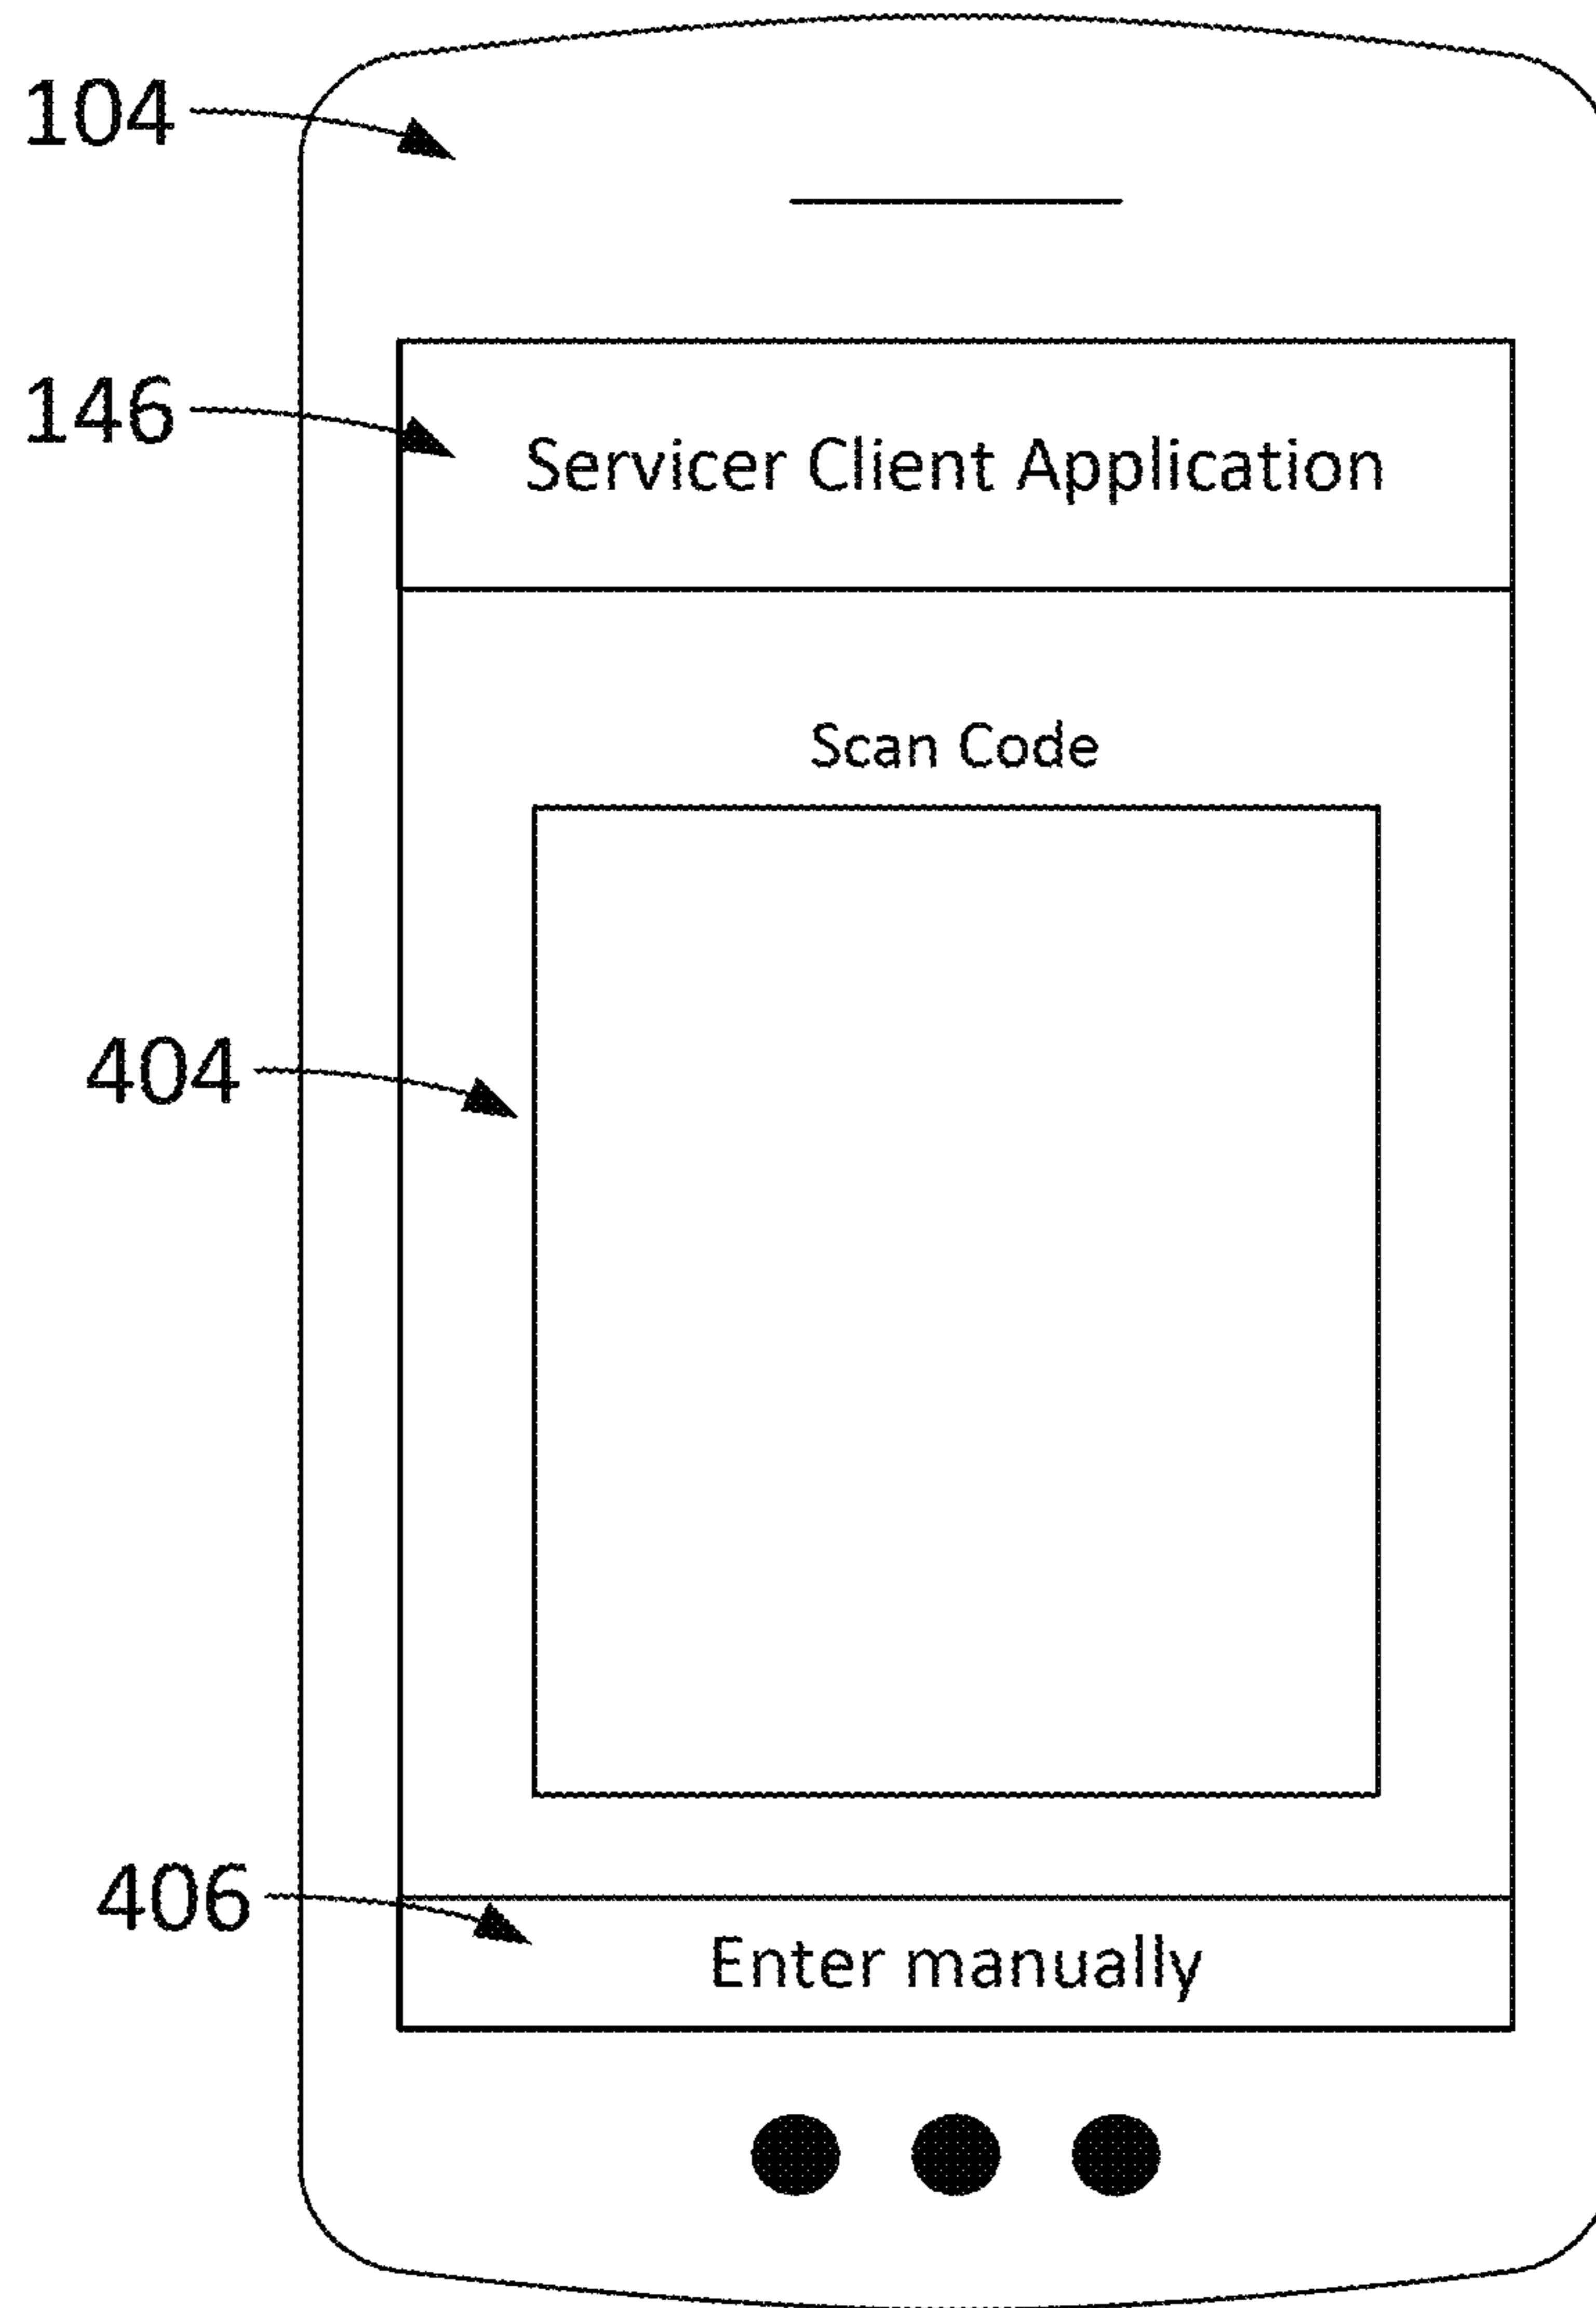 104
146
Servicer Client Application
Scan Code
404
406
Enter manually